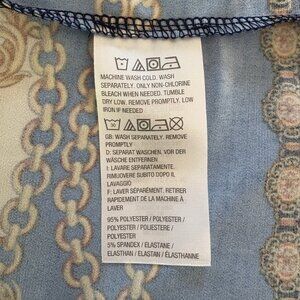 MACHINE WASH COLD. WASH
SEPARATELY. ONLY NON-CHLORINE
BLEACH WHEN NEEDED. TUMBLE
DRY LOW. REMOVE PROMPTLY. LOW
IRON IF NEEDED
30
GB: WASH SEPARATELY. REMOVE
PROMPTLY
D: SEPARAT WASCHEN. VOR DER
WÄSCHE ENTFERNEN
I: LAVARE SEPARATAMENTE.
RIMUOVERE SUBITO DOPO IL
LAVAGGIO
F: LAVER SÉPARÉMENT. RETIRER
RAPIDEMENT DE LA MACHINE À
LAVER
95% POLYESTER / POLYESTER /
POLYESTER / POLIESTERE /
POLYESTER
5% SPANDEX / ELASTANE /
ELASTHAN / ELASTAN / ÉLASTHANNE